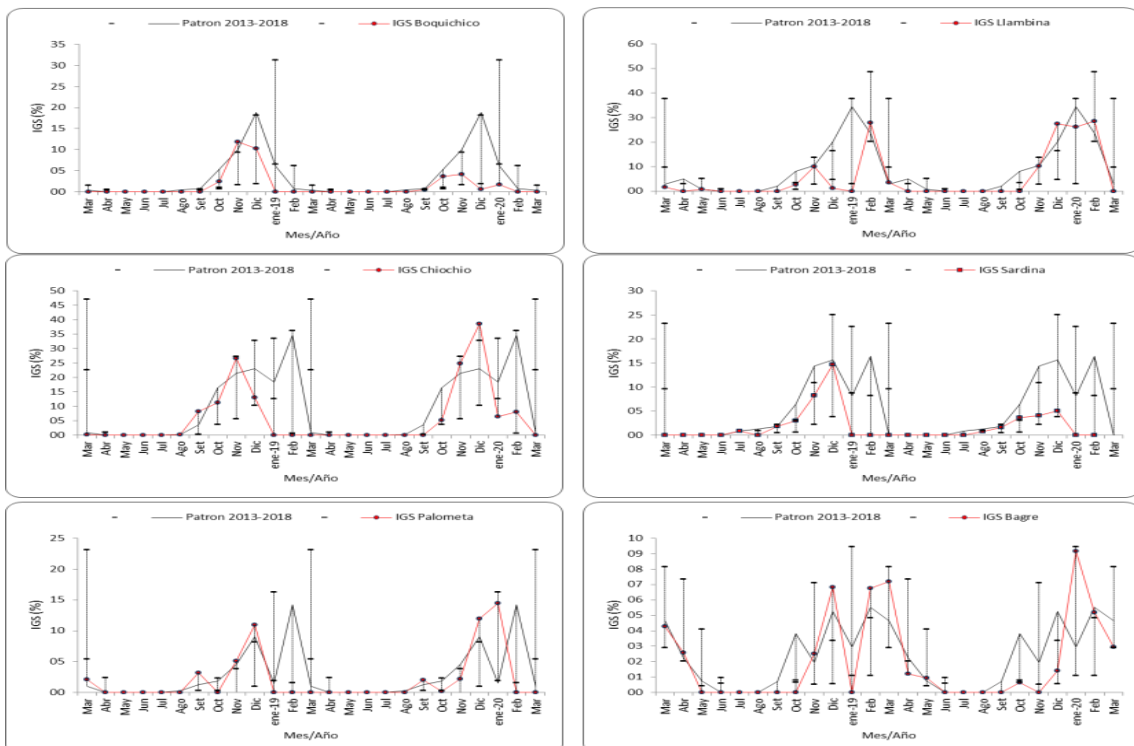 Patron 2013-2018 IGS Boquichico
IGS (%)
35
30
25
20
15
10
05
00
Mar Abr May Jun Jul Ago Set Oct Nov Dic ene-19 Feb Mar Abr May Jun Jul Ago Set Oct Nov Dic ene-20 Feb Mar
Mes/Año
Patron 2013-2018 IGS Llambina
IGS (%)
60
50
40
30
20
10
00
Mar Abr May Jun Jul Ago Set Oct Nov Dic ene-19 Feb Mar Abr May Jun Jul Ago Set Oct Nov Dic ene-20 Feb Mar
Mes/Año
Patron 2013-2018 IGS Chiochio
IGS (%)
50
45
40
35
30
25
20
15
10
05
00
Mar Abr May Jun Jul Ago Set Oct Nov Dic ene-19 Feb Mar Abr May Jun Jul Ago Set Oct Nov Dic ene-20 Feb Mar
Mes/Año
Patron 2013-2018 IGS Sardina
IGS (%)
30
25
20
15
10
05
00
Mar Abr May Jun Jul Ago Set Oct Nov Dic ene-19 Feb Mar Abr May Jun Jul Ago Set Oct Nov Dic ene-20 Feb Mar
Mes/Año
Patron 2013-2018 IGS Palometa
IGS (%)
25
20
15
10
05
00
Mar Abr May Jun Jul Ago Set Oct Nov Dic ene-19 Feb Mar Abr May Jun Jul Ago Set Oct Nov Dic ene-20 Feb Mar
Mes/Año
Patron 2013-2018 IGS Bagre
IGS (%)
10
09
08
07
06
05
04
03
02
01
00
Mar Abr May Jun Jul Ago Set Oct Nov Dic ene-19 Feb Mar Abr May Jun Jul Ago Set Oct Nov Dic ene-20 Feb Mar
Mes/Año